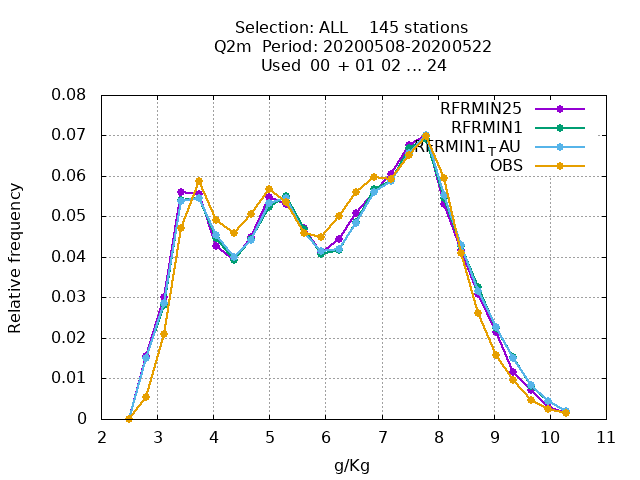 Selection: ALL    145 stations
Q2m  Period: 20200508-20200522
Used  00 + 01 02 ... 24
0.08
0.07
0.06
0.05
0.04
0.03
0.02
0.01
0
Relative frequency
RFRMIN25
RFRMIN1
RFRMIN1_AU
OBS
2 3 4 5 6 7 8 9 10 11
g/Kg